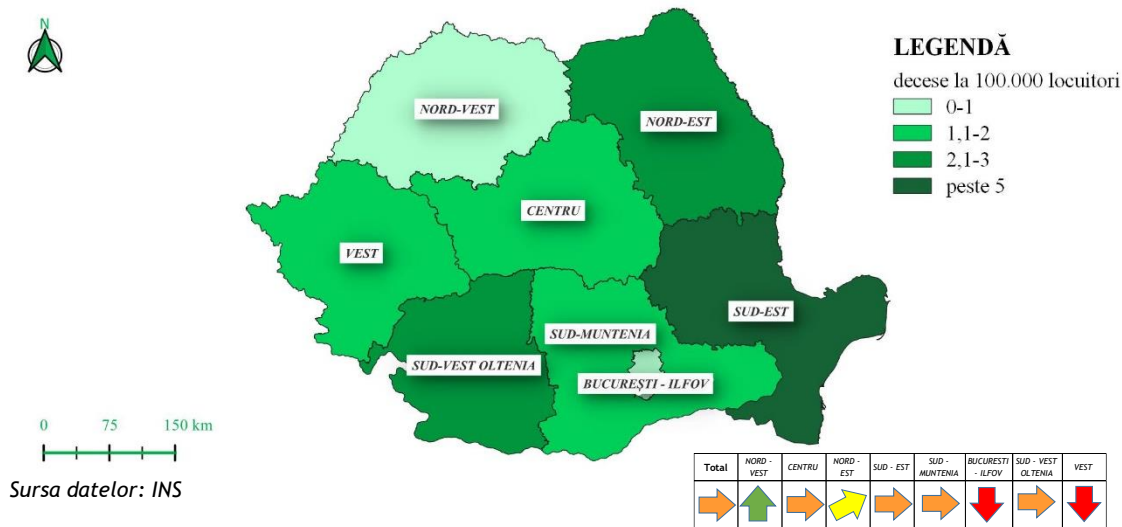 N
LEGENDĂ
decese la 100.000 locuitori
0-1
1,1-2
2,1-3
peste 5
NORD-VEST
NORD-EST
CENTRU
VEST
SUD-EST
SUD-MUNTENIA
SUD-VEST OLTENIA
BUCUREȘTI - ILFOV
0 75 150 km
Sursa datelor: INS
Total
NORD -
VEST
CENTRU
NORD -
EST
SUD - EST
SUD -
MUNTENIA
BUCURESTI
- ILFOV
SUD - VEST
OLTENIA
VEST